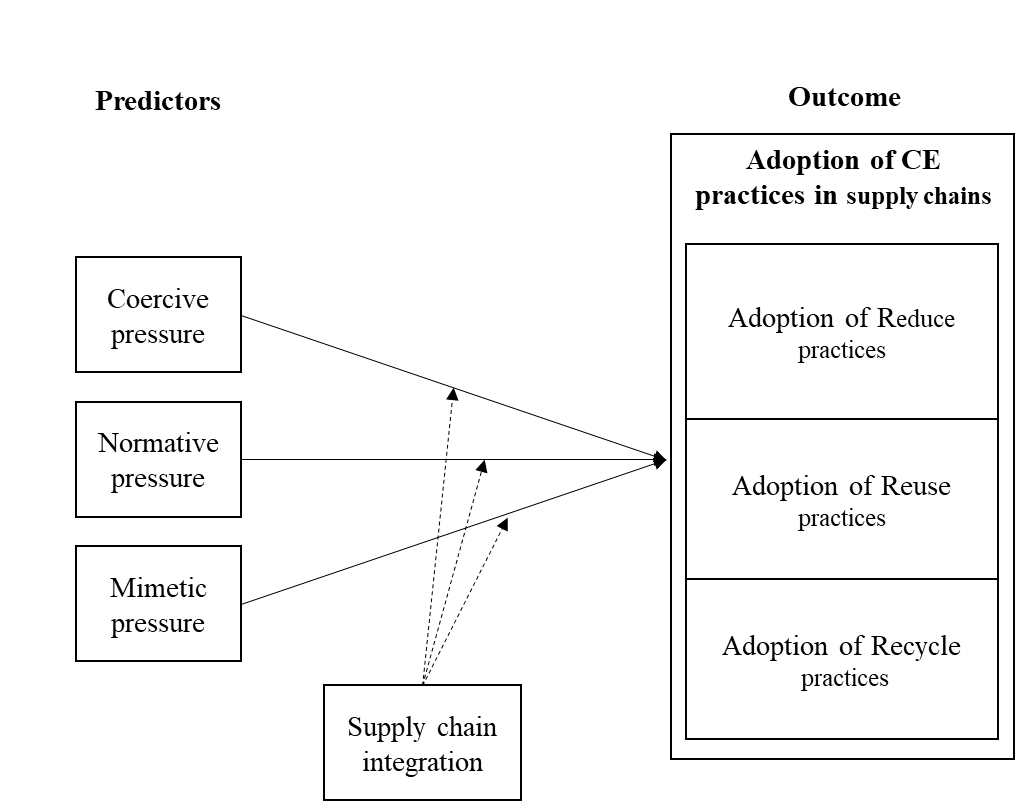 Predictors
Outcome
Adoption of CE
practices in supply chains
Coercive
pressure
Normative
pressure
Mimetic
pressure
Supply chain
integration
Adoption of Reduce
practices
Adoption of Reuse
practices
Adoption of Recycle
practices